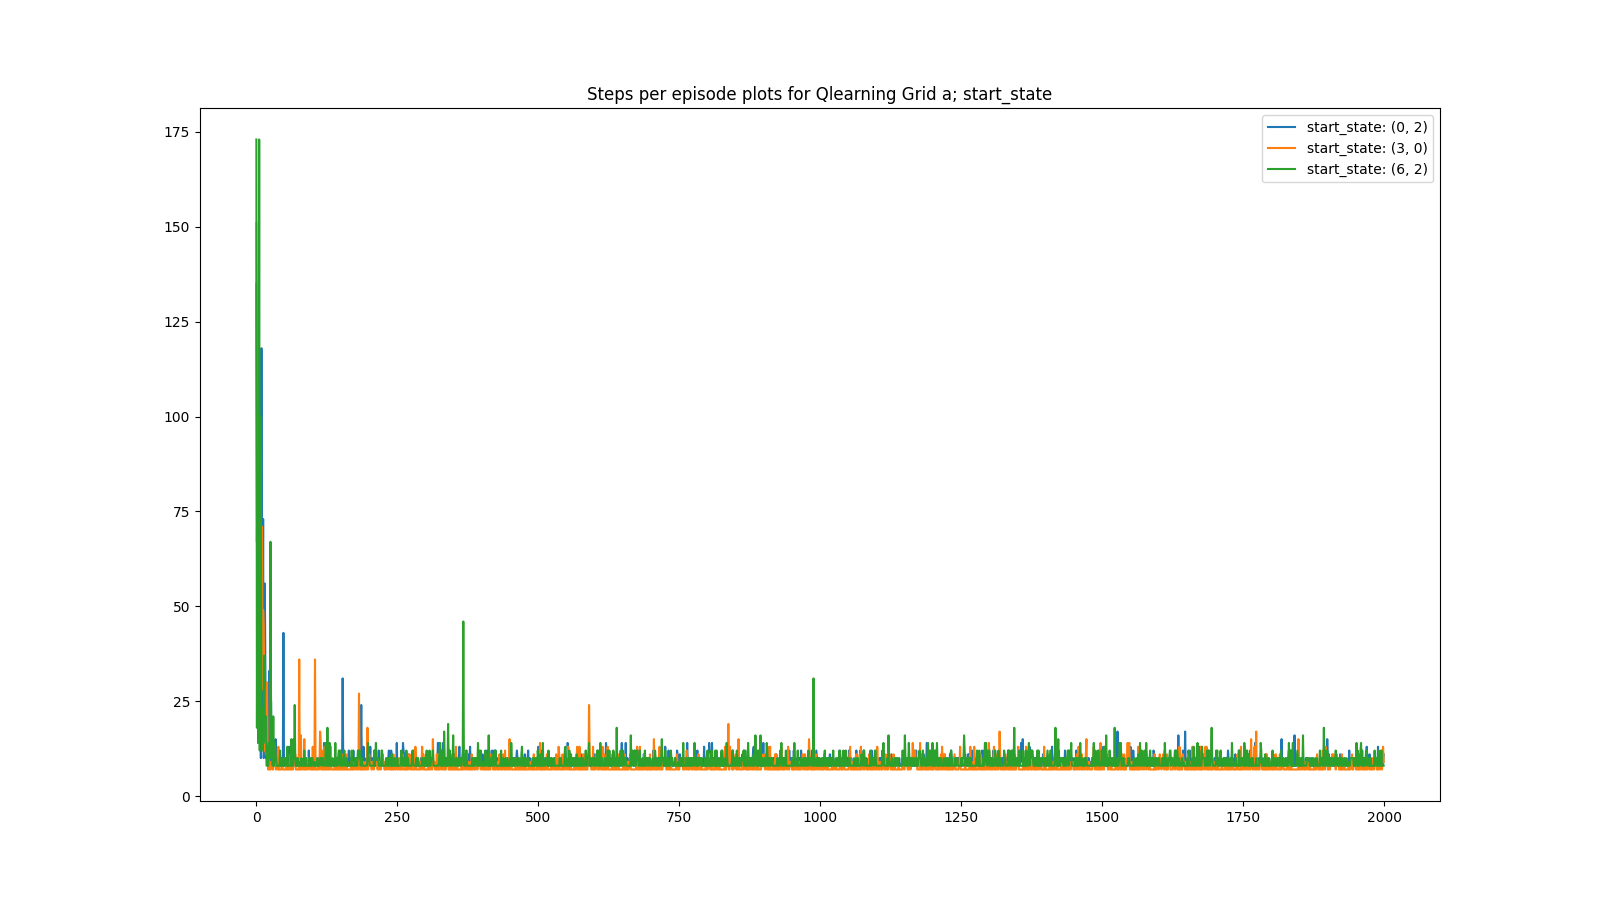 Steps per episode plots for Qlearning Grid a; start_state
start_state: (0, 2)
start_state: (3, 0)
start_state: (6, 2)
175
150
125
100
75
50
25
0
0 250 500 750 1000 1250 1500 1750 2000